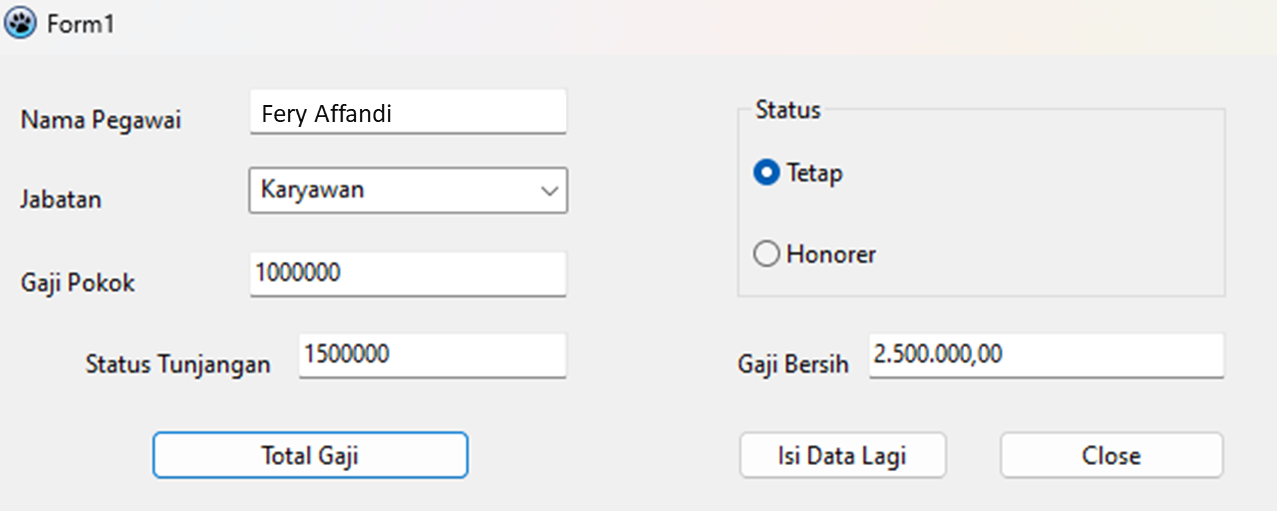 Form1
Nama Pegawai
Fery Affandi
Jabatan
Karyawan
Gaji Pokok
1000000
Status Tunjangan
1500000
Total Gaji
Status
Tetap
Honorer
Gaji Bersih
2.500.000,00
Isi Data Lagi
Close